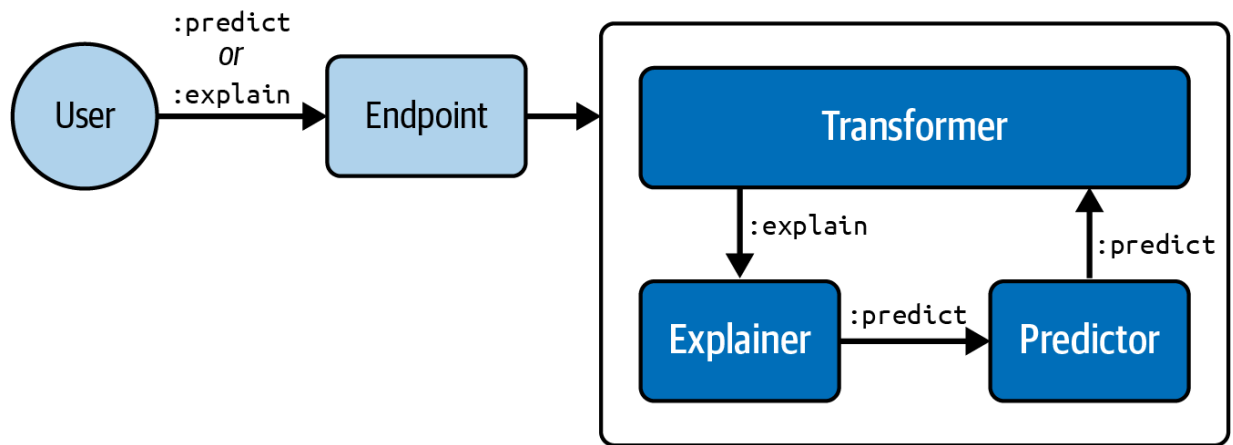 :predict
or
:explain
User
Endpoint
Transformer
:explain
:predict
Explainer
:predict
Predictor